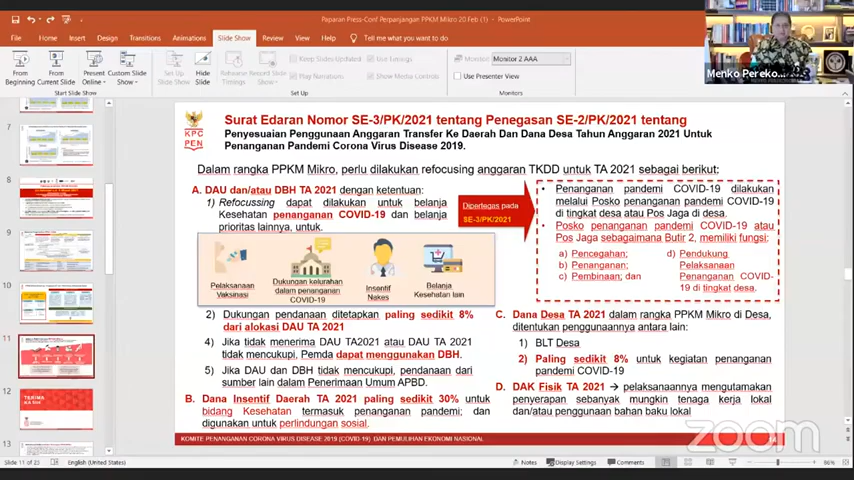 Paparan Press-Conf Perpanjangan PPKM Mikro 20.Feb (1) - PowerPoint
File Home Insert Design Transitions Animations Slide Show Review View Help Tell me what you want to do
From Beginning
From Current Slide
Present Online
Custom Slide Show
Set Up Slide Show
Hide Slide
Rehearse Timings
Record Slide Show
Keep Slides Updated
Play Narrations
Use Timings
Show Media Controls
Monitor: Monitor 2 AAA
Use Presenter View
Start Slide Show
Set Up
Monitors
Menko Pereko...
7
8
9
10
11
12
TERIMA
13
KPC
PEN
Surat Edaran Nomor SE-3/PK/2021 tentang Penegasan SE-2/PK/2021 tentang
Penyesuaian Penggunaan Anggaran Transfer Ke Daerah Dan Dana Desa Tahun Anggaran 2021 Untuk
Penanganan Pandemi Corona Virus Disease 2019.
Dalam rangka PPKM Mikro, perlu dilakukan refocusing anggaran TKDD untuk TA 2021 sebagai berikut:
A. DAU dan/atau DBH TA 2021 dengan ketentuan:
1) Refocussing dapat dilakukan untuk belanja
Kesehatan penanganan COVID-19 dan belanja
prioritas lainnya, untuk.
Pelaksanaan
Vaksinasi
Dukungan kelurahan
dalam penanganan
COVID-19
Insentif
Nakes
Belanja
Kesehatan lain
2) Dukungan pendanaan ditetapkan paling sedikit 8%
dari alokasi DAU TA 2021
4) Jika tidak menerima DAU TA2021 atau DAU TA 2021
tidak mencukupi, Pemda dapat menggunakan DBH.
5) Jika DAU dan DBH tidak mencukupi, pendanaan dari
sumber lain dalam Penerimaan Umum APBD.
B. Dana Insentif Daerah TA 2021 paling sedikit 30% untuk
bidang Kesehatan termasuk penanganan pandemi; dan
digunakan untuk perlindungan sosial.
Dipertegas pada
SE-3/PK/2021
• Penanganan pandemi COVID-19 dilakukan
melalui Posko penanganan pandemi COVID-19
di tingkat desa atau Pos Jaga di desa.
• Posko penanganan pandemi COVID-19 atau
Pos Jaga sebagaimana Butir 2, memiliki fungsi:
a) Pencegahan;
b) Penanganan;
c) Pembinaan; dan
d) Pendukung
Pelaksanaan
Penanganan COVID-
19 di tingkat desa.
C. Dana Desa TA 2021 dalam rangka PPKM Mikro di Desa,
ditentukan penggunaannya antara lain:
1) BLT Desa
2) Paling sedikit 8% untuk kegiatan penanganan
pandemi COVID-19
D. DAK Fisik TA 2021 → pelaksanaannya mengutamakan
penyerapan sebanyak mungkin tenaga kerja lokal
dan/atau penggunaan bahan baku lokal
KOMITE PENANGANAN CORONA VIRUS DISEASE 2019 (COVID-19) DAN PEMULIHAN EKONOMI NASIONAL
zoom
Slide 11 of 23 English (United States) Notes Display Settings Comments 86%